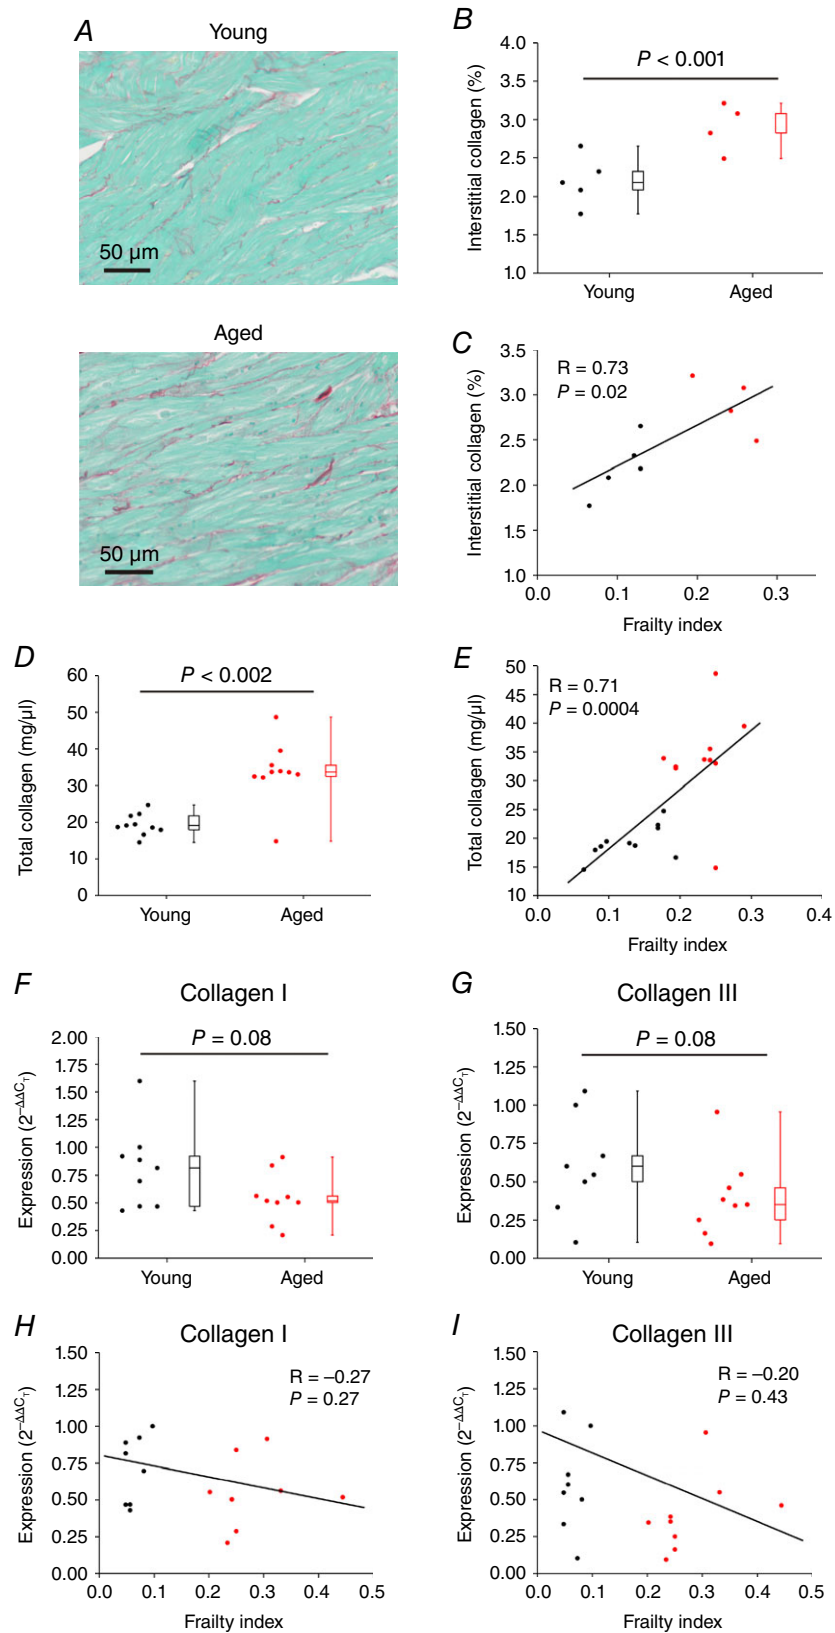 A
Young
50 µm
Aged
50 µm
B
4.0
3.5
3.0
2.5
2.0
1.5
1.0
Interstitial collagen (%)
P < 0.001
Young Aged
C
3.5
3.0
2.5
2.0
1.5
1.0
Interstitial collagen (%)
R = 0.73
P = 0.02
0.0 0.1 0.2 0.3
Frailty index
D
60
50
40
30
20
10
0
Total collagen (mg/µl)
P < 0.002
Young Aged
E
50
45
40
35
30
25
20
15
10
Total collagen (mg/µl)
R = 0.71
P = 0.0004
0.0 0.1 0.2 0.3 0.4
Frailty index
F
Collagen I
2.00
1.75
1.50
1.25
1.00
0.75
0.50
0.25
0.00
Expression (2−ΔΔCT)
P = 0.08
Young Aged
G
Collagen III
1.50
1.25
1.00
0.75
0.50
0.25
0.00
Expression (2−ΔΔCT)
P = 0.08
Young Aged
H
Collagen I
1.50
1.25
1.00
0.75
0.50
0.25
0.00
Expression (2−ΔΔCT)
R = –0.27
P = 0.27
0.0 0.1 0.2 0.3 0.4 0.5
Frailty index
I
Collagen III
1.50
1.25
1.00
0.75
0.50
0.25
0.00
Expression (2−ΔΔCT)
R = –0.20
P = 0.43
0.0 0.1 0.2 0.3 0.4 0.5
Frailty index